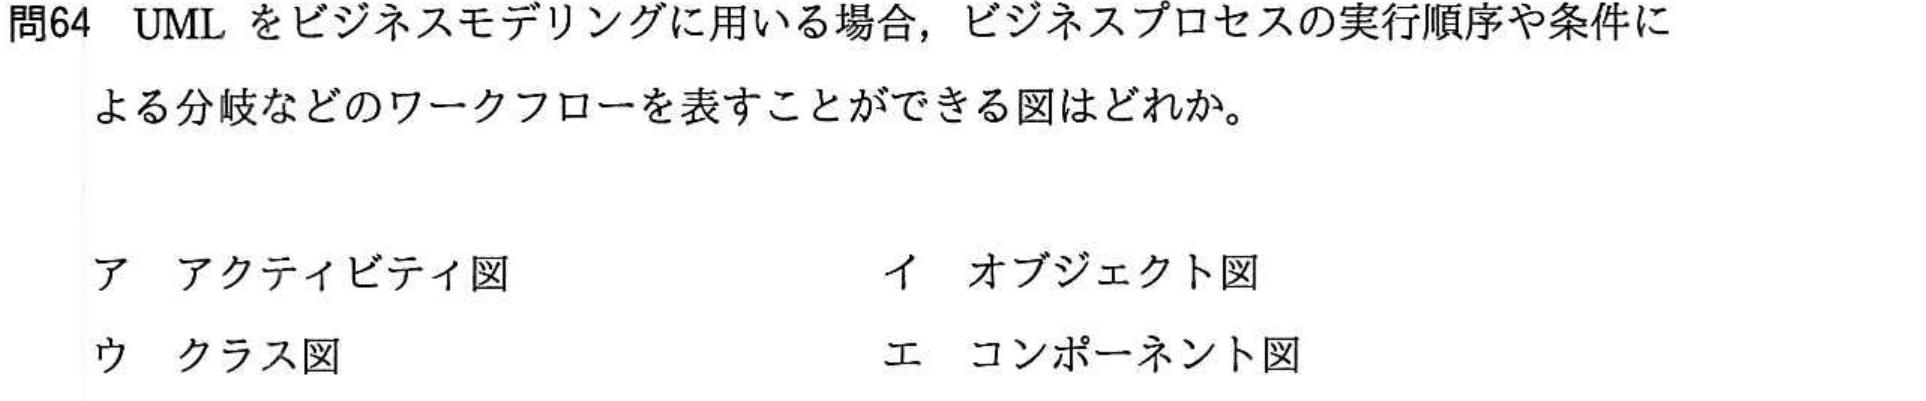 問64 UML をビジネスモデリングに用いる場合，ビジネスプロセスの実行順序や条件に
よる分岐などのワークフローを表すことができる図はどれか。
ア アクティビティ図 イ オブジェクト図
ウ クラス図 エ コンポーネント図